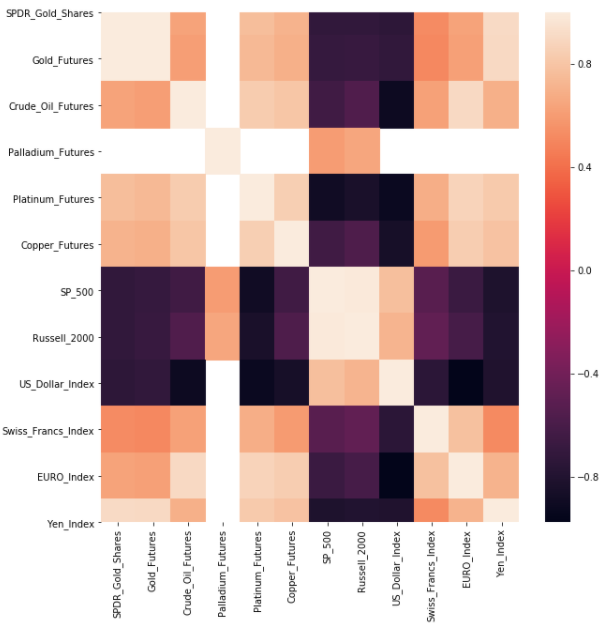 SPDR_Gold_Shares
Gold_Futures
Crude_Oil_Futures
Palladium_Futures
Platinum_Futures
Copper_Futures
SP_500
Russell_2000
US_Dollar_Index
Swiss_Francs_Index
EURO_Index
Yen_Index
SPDR_Gold_Shares
Gold_Futures
Crude_Oil_Futures
Palladium_Futures
Platinum_Futures
Copper_Futures
SP_500
Russell_2000
US_Dollar_Index
Swiss_Francs_Index
EURO_Index
Yen_Index
0.8
0.4
0.0
−0.4
−0.8